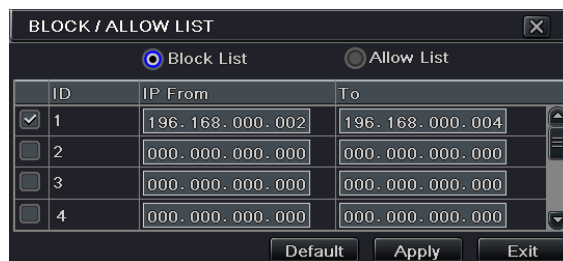 BLOCK / ALLOW LIST
Block List Allow List
ID IP From To
1 196.168.000.002 196.168.000.004
2 000.000.000.000 000.000.000.000
3 000.000.000.000 000.000.000.000
4 000.000.000.000 000.000.000.000
Default Apply Exit